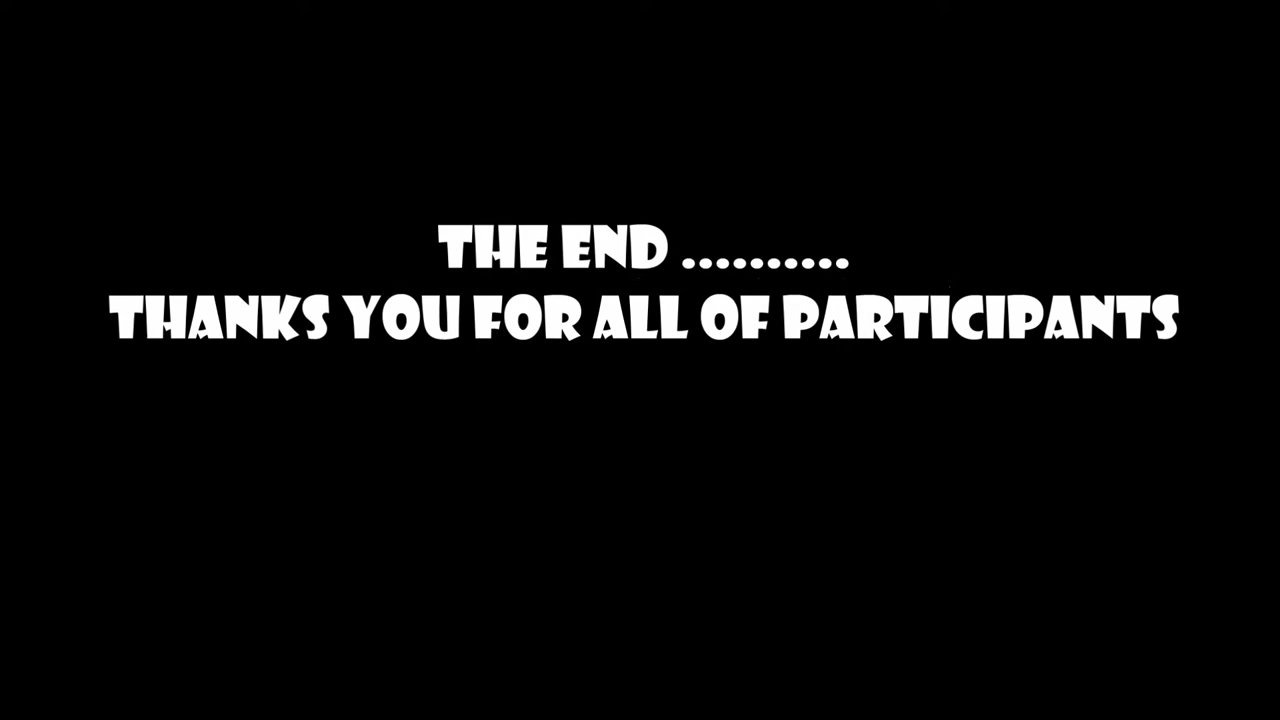 THE END ..........
THANKS YOU FOR ALL OF PARTICIPANTS